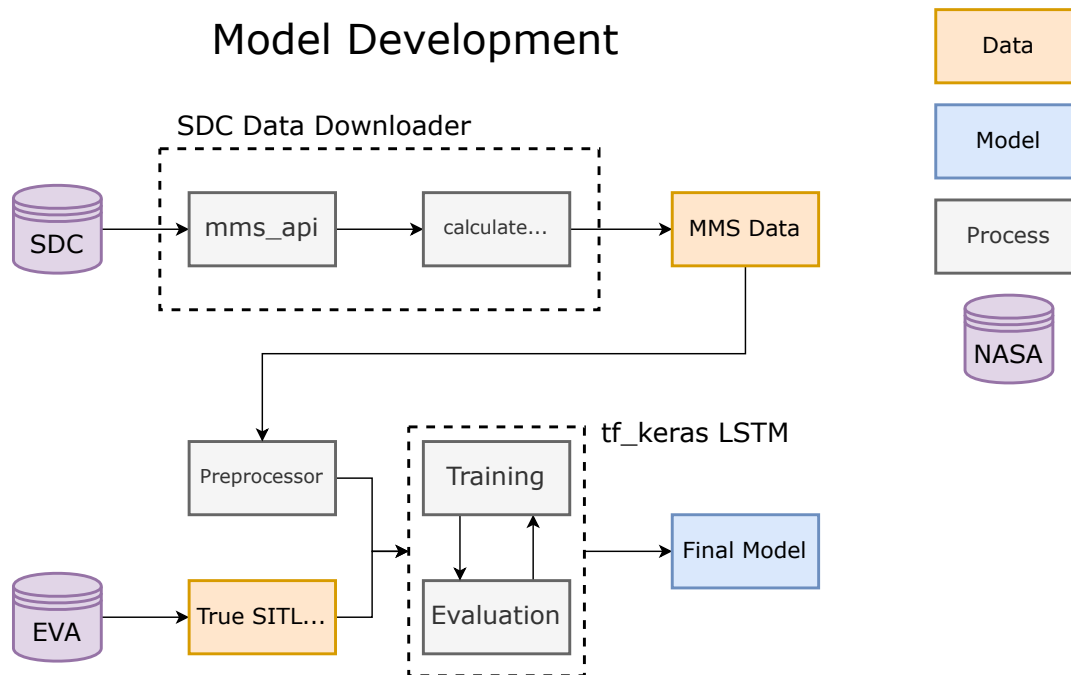 Model Development
Data
SDC Data Downloader
Model
SDC
mms_api
calculate...
MMS Data
Process
NASA
tf_keras LSTM
Preprocessor
Training
Final Model
EVA
True SITL...
Evaluation